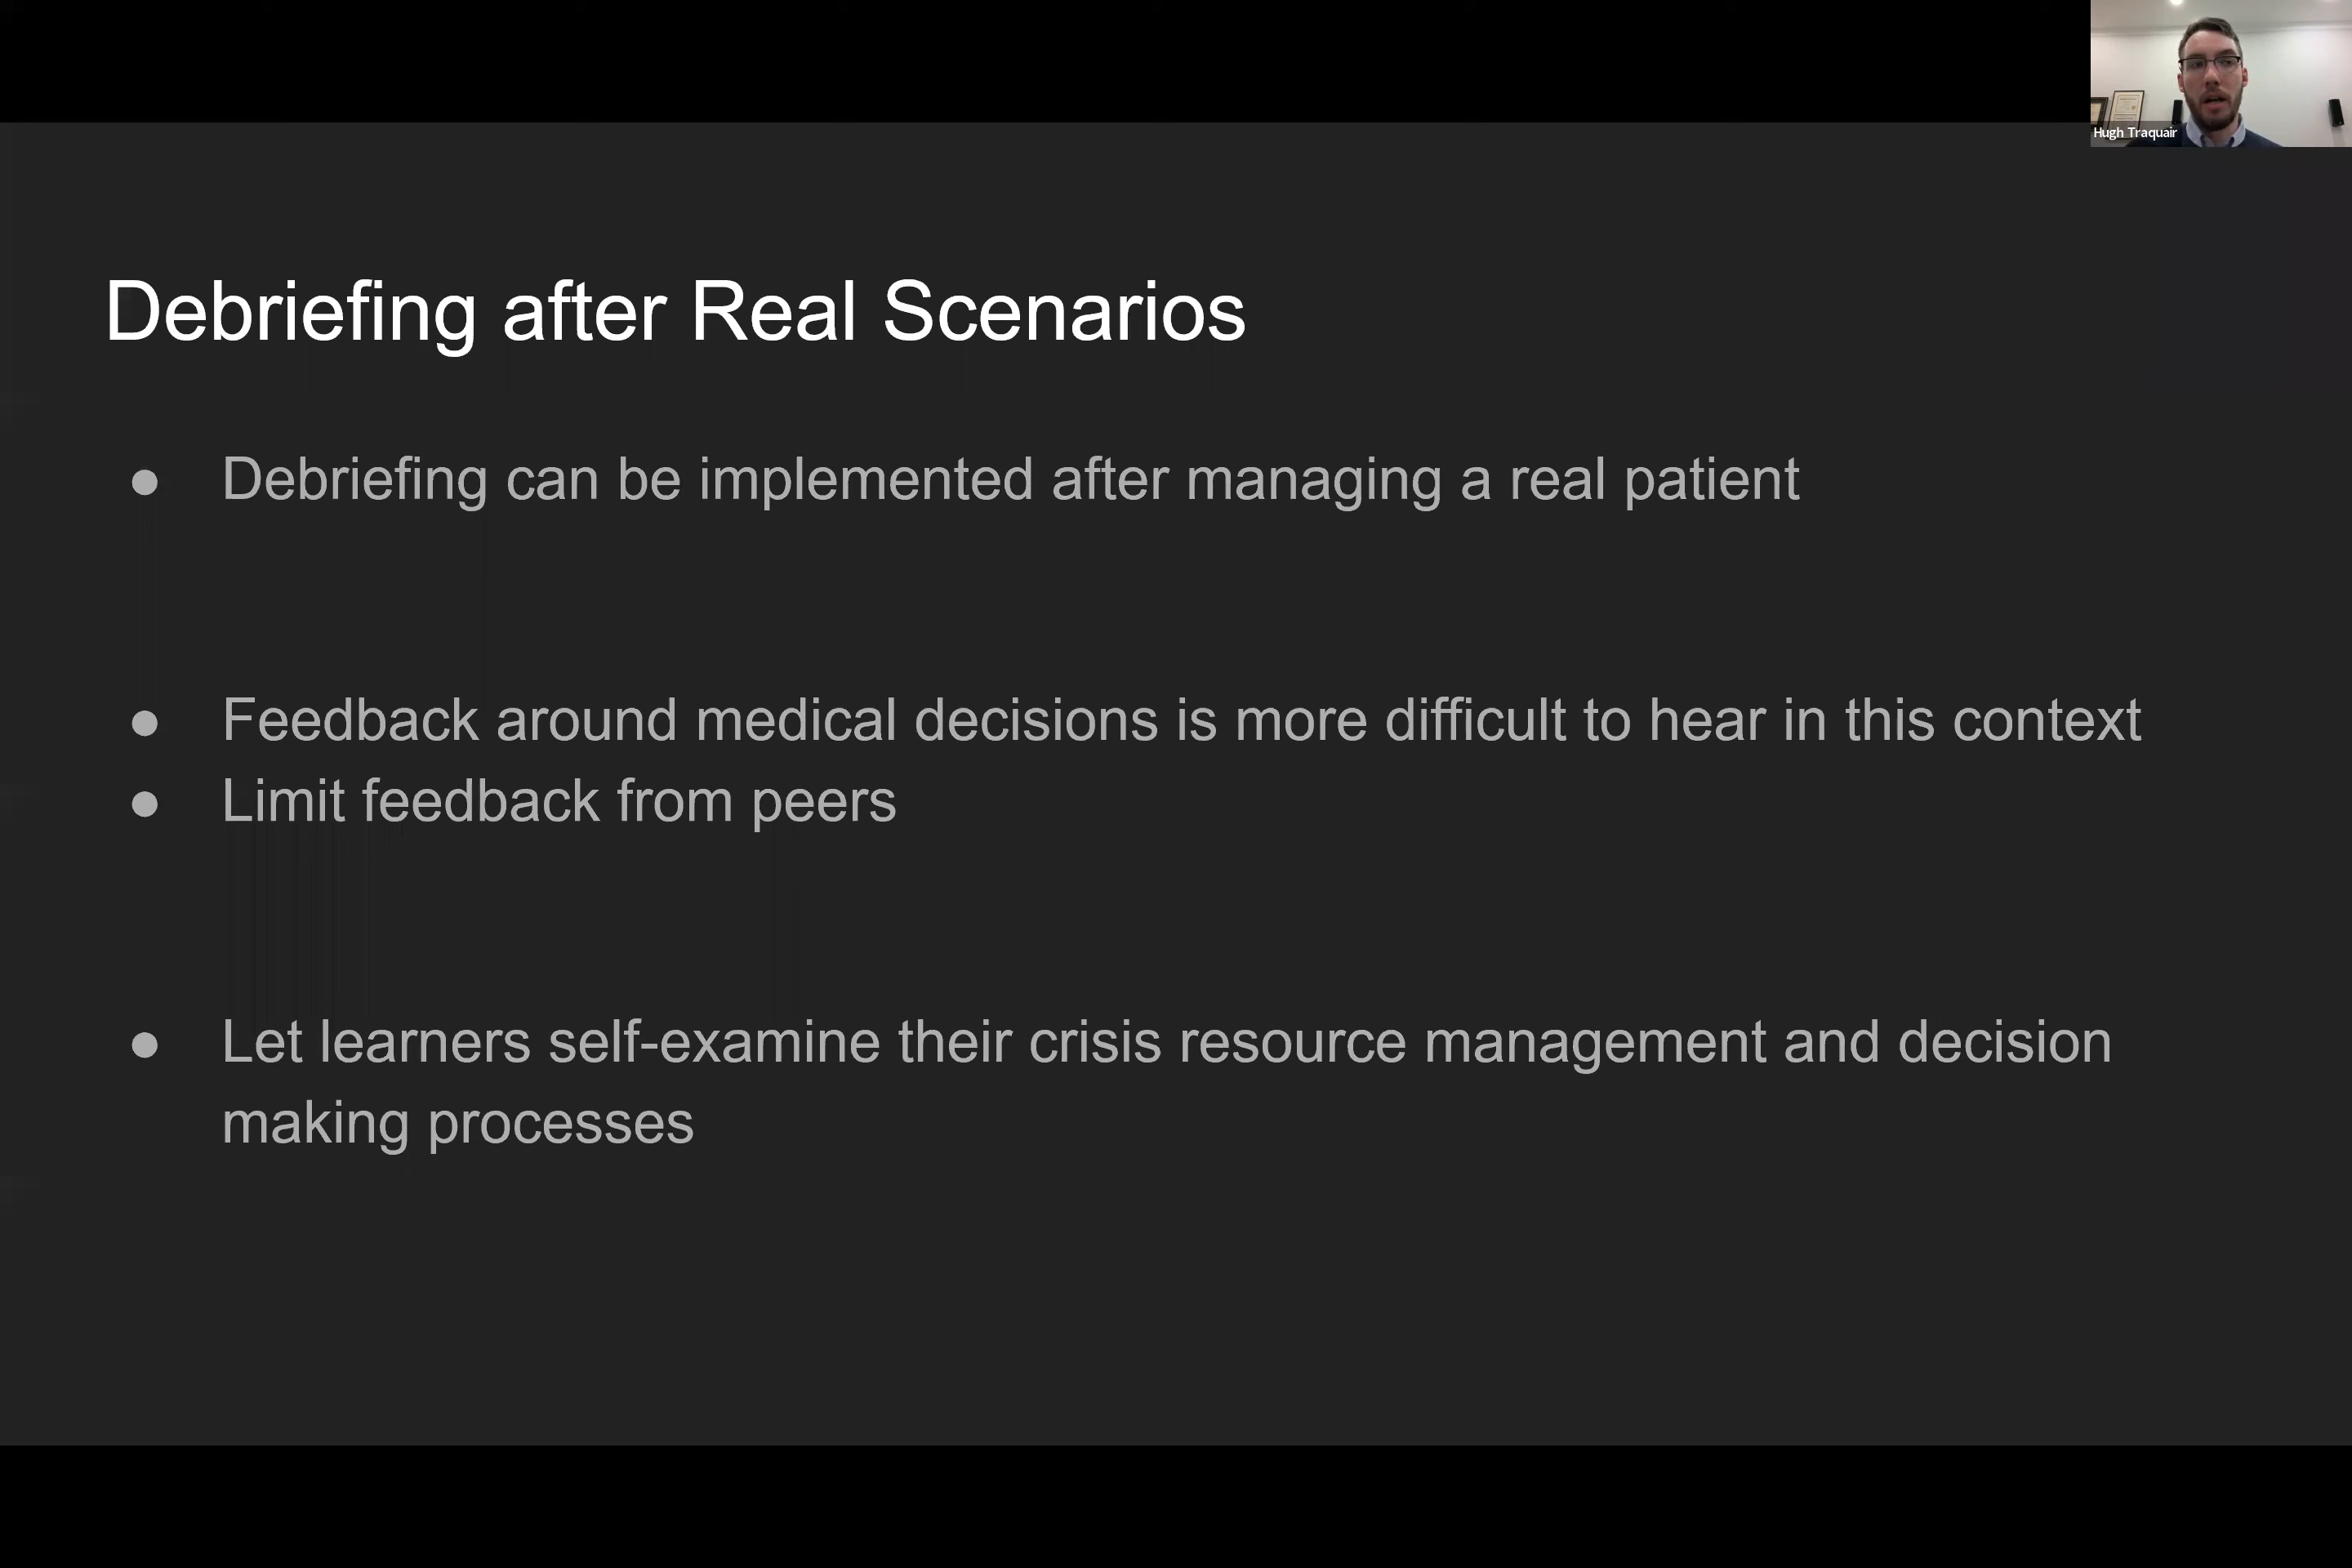 Hugh Traquair
Debriefing after Real Scenarios
● Debriefing can be implemented after managing a real patient
● Feedback around medical decisions is more difficult to hear in this context
● Limit feedback from peers
● Let learners self-examine their crisis resource management and decision
making processes